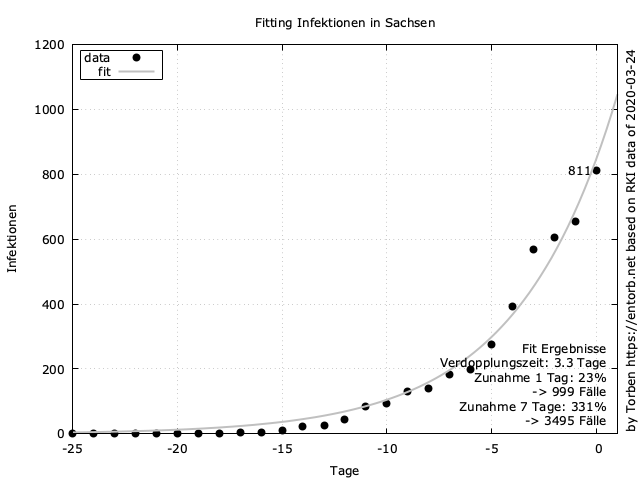 Fitting Infektionen in Sachsen
data
fit
Infektionen
1200
1000
800
600
400
200
0
811
Fit Ergebnisse
Verdopplungszeit: 3.3 Tage
Zunahme 1 Tag: 23%
-> 999 Fälle
Zunahme 7 Tage: 331%
-> 3495 Fälle
-25 -20 -15 -10 -5 0
Tage
by Torben https://entorb.net based on RKI data of 2020-03-24